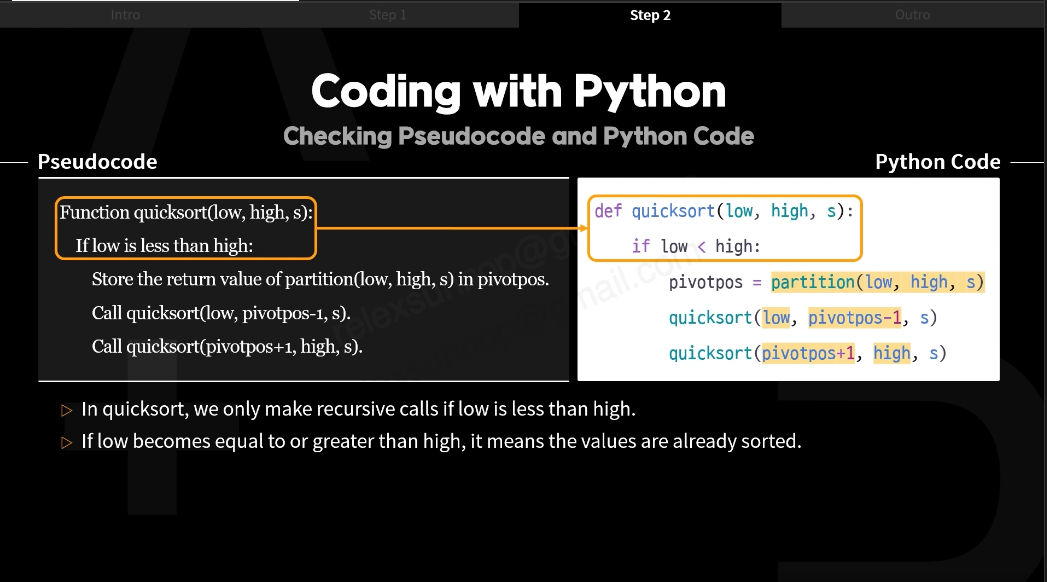 Intro
Step 1
Step 2
Outro
Coding with Python
Checking Pseudocode and Python Code
Pseudocode
Python Code
Function quicksort(low, high, s):
If low is less than high:
Store the return value of partition(low, high, s) in pivotpos.
Call quicksort(low, pivotpos-1, s).
Call quicksort(pivotpos+1, high, s).
def quicksort(low, high, s):
if low < high:
pivotpos = partition(low, high, s)
quicksort(low, pivotpos-1, s)
quicksort(pivotpos+1, high, s)
▷ In quicksort, we only make recursive calls if low is less than high.
▷ If low becomes equal to or greater than high, it means the values are already sorted.